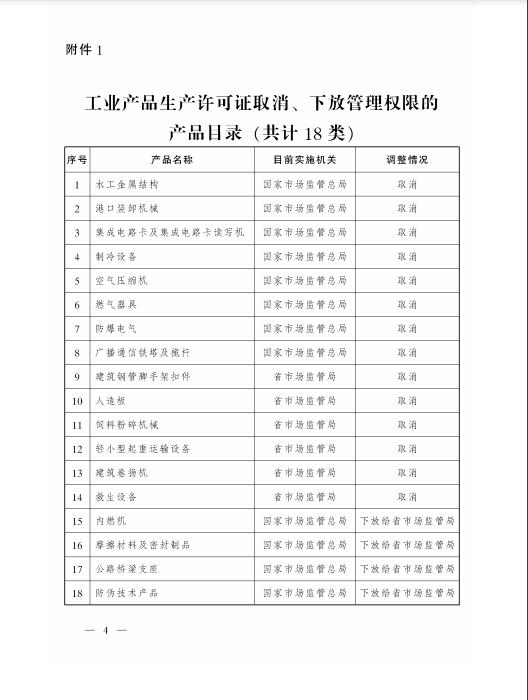 附件 1
工业产品生产许可证取消、下放管理权限的
产品目录（共计 18 类）
序号 产品名称 目前实施机关 调整情况
1 水工金属结构 国家市场监管总局 取消
2 港口装卸机械 国家市场监管总局 取消
3 集成电路卡及集成电路卡读写机 国家市场监管总局 取消
4 制冷设备 国家市场监管总局 取消
5 空气压缩机 国家市场监管总局 取消
6 燃气器具 国家市场监管总局 取消
7 防爆电气 国家市场监管总局 取消
8 广播通信铁塔及桅杆 国家市场监管总局 取消
9 建筑钢管脚手架扣件 省市场监管局 取消
10 人造板 省市场监管局 取消
11 饲料粉碎机械 省市场监管局 取消
12 轻小型起重运输设备 省市场监管局 取消
13 建筑卷扬机 省市场监管局 取消
14 救生设备 省市场监管局 取消
15 内燃机 国家市场监管总局 下放给省市场监管局
16 摩擦材料及密封制品 国家市场监管总局 下放给省市场监管局
17 公路桥梁支座 国家市场监管总局 下放给省市场监管局
18 防伪技术产品 国家市场监管总局 下放给省市场监管局
— 4 —